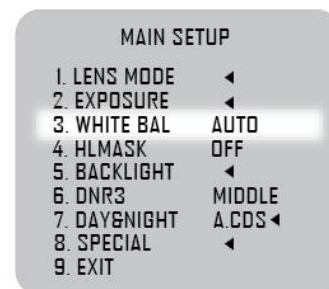 MAIN SETUP
1. LENS MODE ◄
2. EXPOSURE ◄
3. WHITE BAL AUTO
4. HLMASK OFF
5. BACKLIGHT ◄
6. DNR3 MIDDLE
7. DAY&NIGHT A.CDS◄
8. SPECIAL ◄
9. EXIT